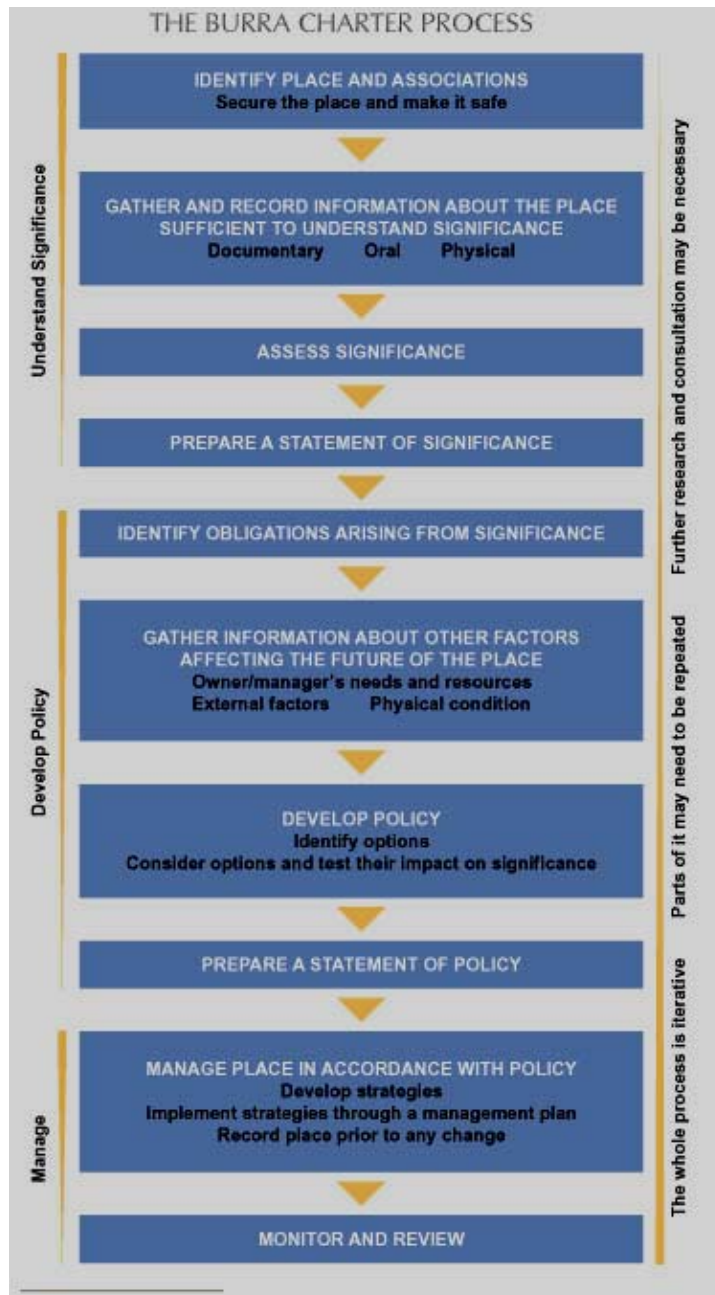 THE BURRA CHARTER PROCESS
Understand Significance
IDENTIFY PLACE AND ASSOCIATIONS
Secure the place and make it safe
GATHER AND RECORD INFORMATION ABOUT THE PLACE
SUFFICIENT TO UNDERSTAND SIGNIFICANCE
Documentary Oral Physical
ASSESS SIGNIFICANCE
PREPARE A STATEMENT OF SIGNIFICANCE
Develop Policy
IDENTIFY OBLIGATIONS ARISING FROM SIGNIFICANCE
GATHER INFORMATION ABOUT OTHER FACTORS
AFFECTING THE FUTURE OF THE PLACE
Owner/manager's needs and resources
External factors Physical condition
DEVELOP POLICY
Identify options
Consider options and test their impact on significance
PREPARE A STATEMENT OF POLICY
Manage
MANAGE PLACE IN ACCORDANCE WITH POLICY
Develop strategies
Implement strategies through a management plan
Record place prior to any change
MONITOR AND REVIEW
The whole process is iterative Parts of it may need to be repeated Further research and consultation may be necessary